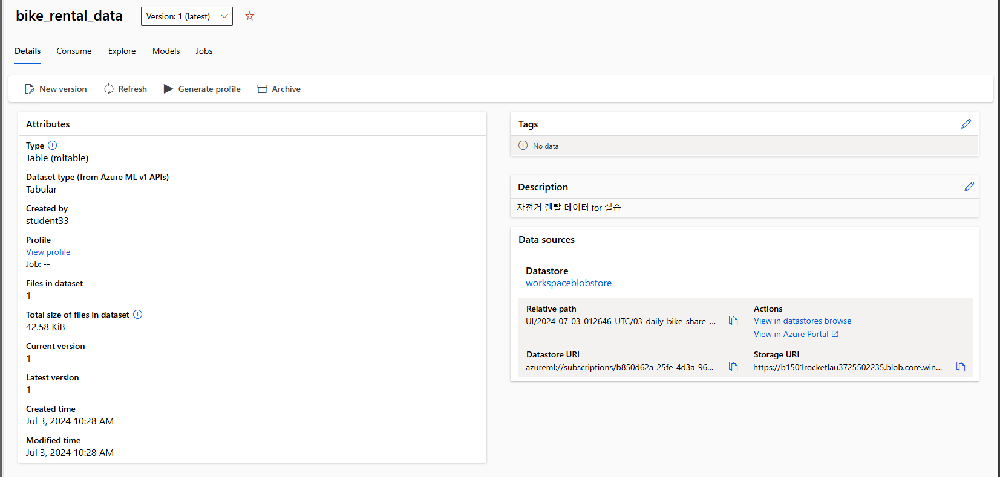 bike_rental_data
Version: 1 (latest)
Details
Consume
Explore
Models
Jobs
New version
Refresh
Generate profile
Archive
Attributes
Type
Table (mltable)
Dataset type (from Azure ML v1 APIs)
Tabular
Created by
student33
Profile
View profile
Job: --
Files in dataset
1
Total size of files in dataset
42.58 KiB
Current version
1
Latest version
1
Created time
Jul 3, 2024 10:28 AM
Modified time
Jul 3, 2024 10:28 AM
Tags
No data
Description
자전거 렌탈 데이터 for 실습
Data sources
Datastore
workspaceblobstore
Relative path
UI/2024-07-03_012646_UTC/03_daily-bike-share_...
Actions
View in datastores browse
View in Azure Portal
Datastore URI
azureml://subscriptions/b850d62a-25fe-4d3a-96...
Storage URI
https://b1501rocketlau3725502235.blob.core.win...